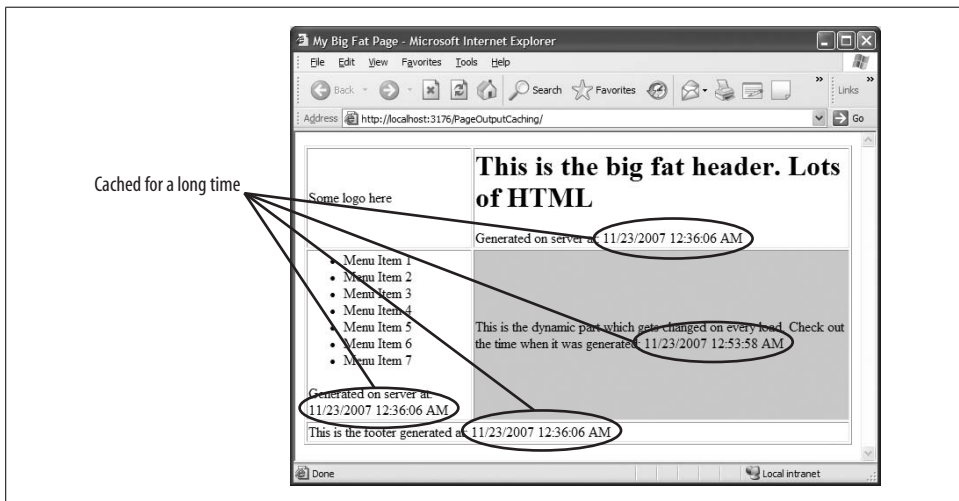 My Big Fat Page - Microsoft Internet Explorer
File Edit View Favorites Tools Help
Back Search Favorites » Links »
Address http://localhost:3176/PageOutputCaching/ Go
Cached for a long time
Some logo here
This is the big fat header. Lots
of HTML
Generated on server at: 11/23/2007 12:36:06 AM
Menu Item 1
Menu Item 2
Menu Item 3
Menu Item 4
Menu Item 5
Menu Item 6
Menu Item 7
Generated on server at:
11/23/2007 12:36:06 AM
This is the dynamic part which gets changed on every load. Check out
the time when it was generated: 11/23/2007 12:53:58 AM
This is the footer generated at: 11/23/2007 12:36:06 AM
Done Local intranet